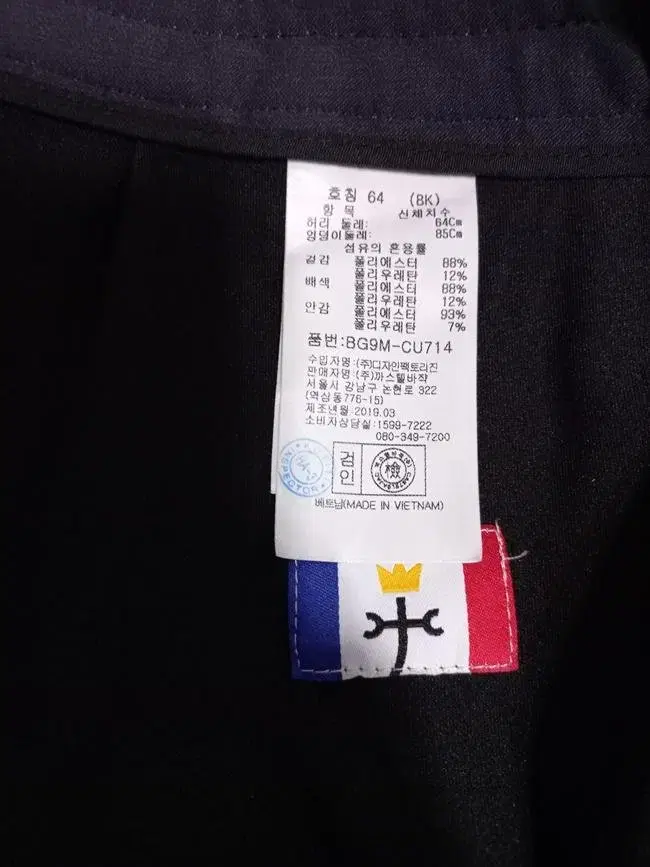 호칭 64 (BK)
항 목 신체치수
허리 둘레: 64Cm
엉덩이둘레: 85Cm
섬유의 혼용률
겉감 폴리에스터 88%
폴리우레탄 12%
배색 폴리에스터 88%
폴리우레탄 12%
안감 폴리에스터 93%
폴리우레탄 7%
품번:BG9M-CU714
수입자명:(주)디자인팩토리진
판매자명:(주)까스텔바쟉
서울시 강남구 논현로 322
(역삼동776-15)
제조년월 2019.03
소비자상담실:1599-7222
080-349-7200
INSPECTOR
검인
檢
베트남(MADE IN VIETNAM)